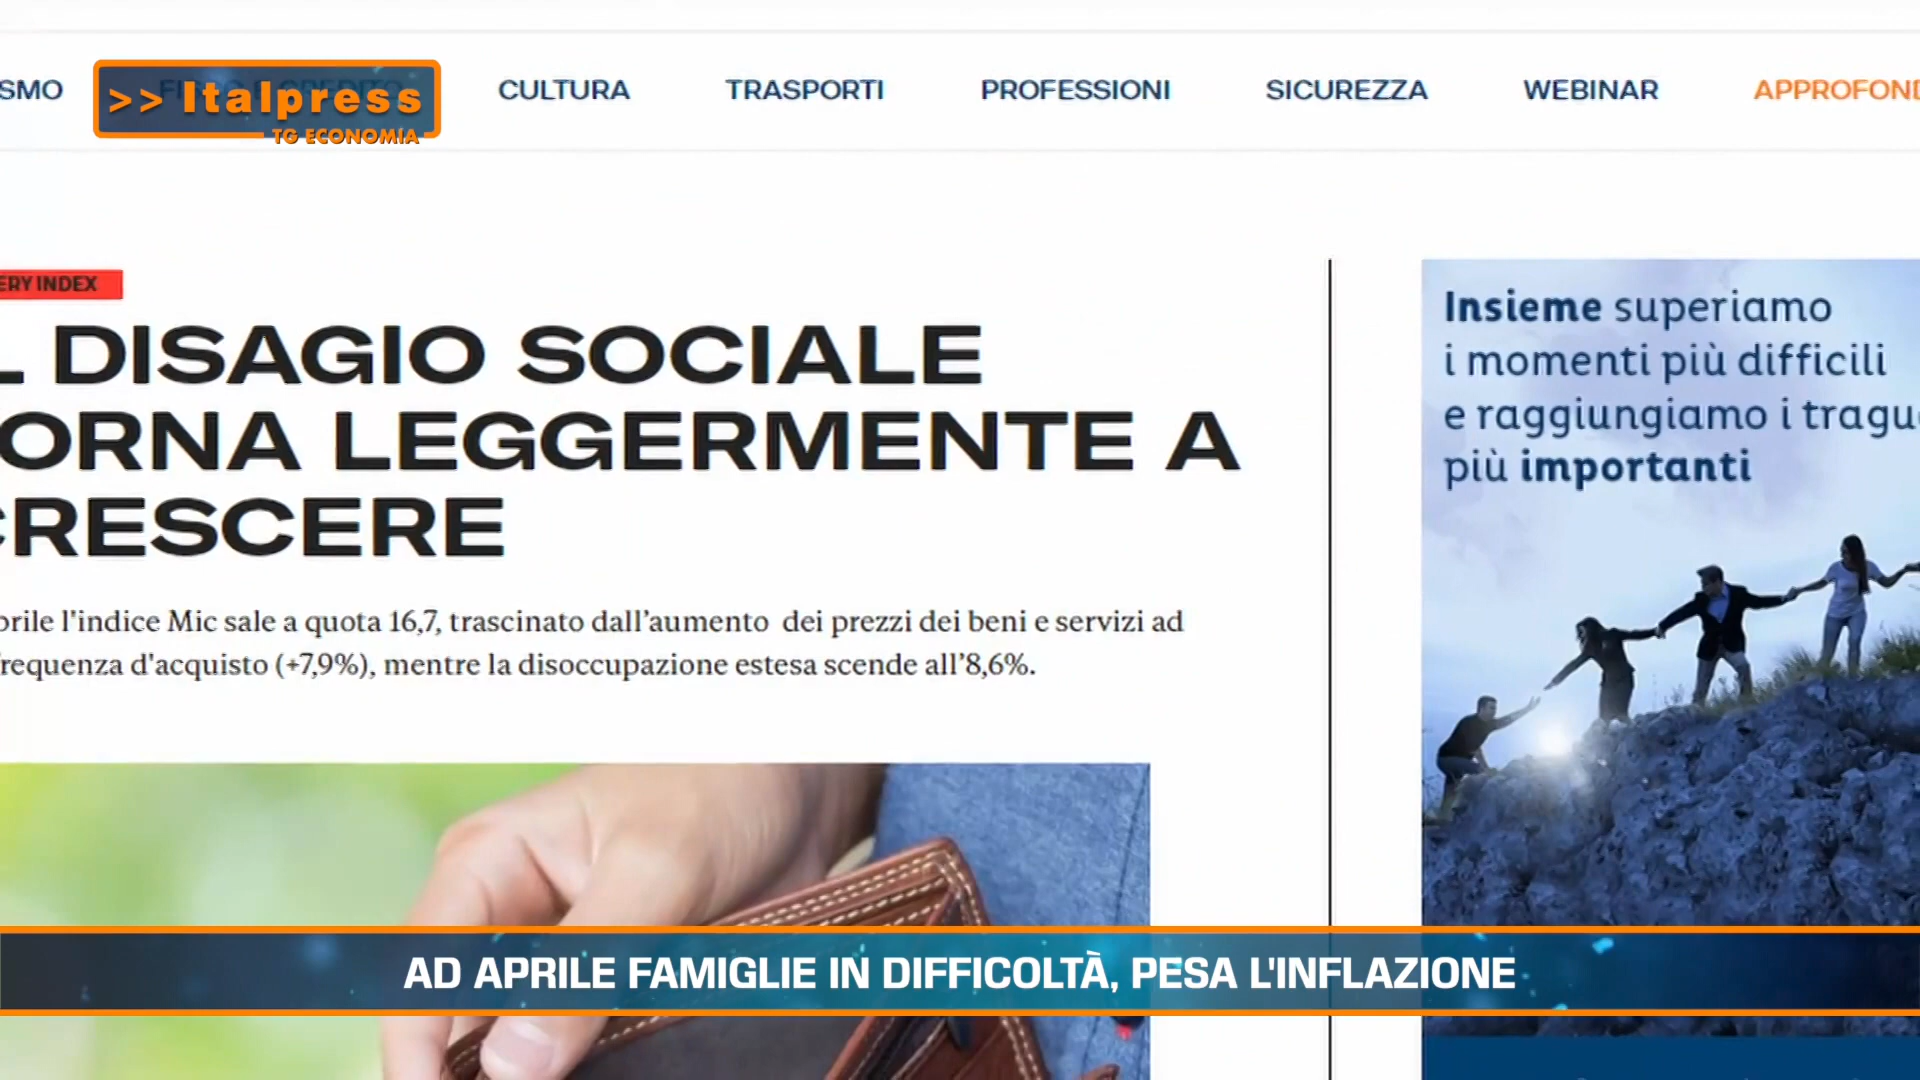 SMO CULTURA TRASPORTI PROFESSIONI SICUREZZA WEBINAR APPROFOND
>> Italpress
TG ECONOMIA
ERY INDEX
L DISAGIO SOCIALE
ORNA LEGGERMENTE A
CRESCERE
prile l'indice Mic sale a quota 16,7, trascinato dall’aumento dei prezzi dei beni e servizi ad
requenza d'acquisto (+7,9%), mentre la disoccupazione estesa scende all’8,6%.
Insieme superiamo
i momenti più difficili
e raggiungiamo i tragu
più importanti
AD APRILE FAMIGLIE IN DIFFICOLTÀ, PESA L'INFLAZIONE